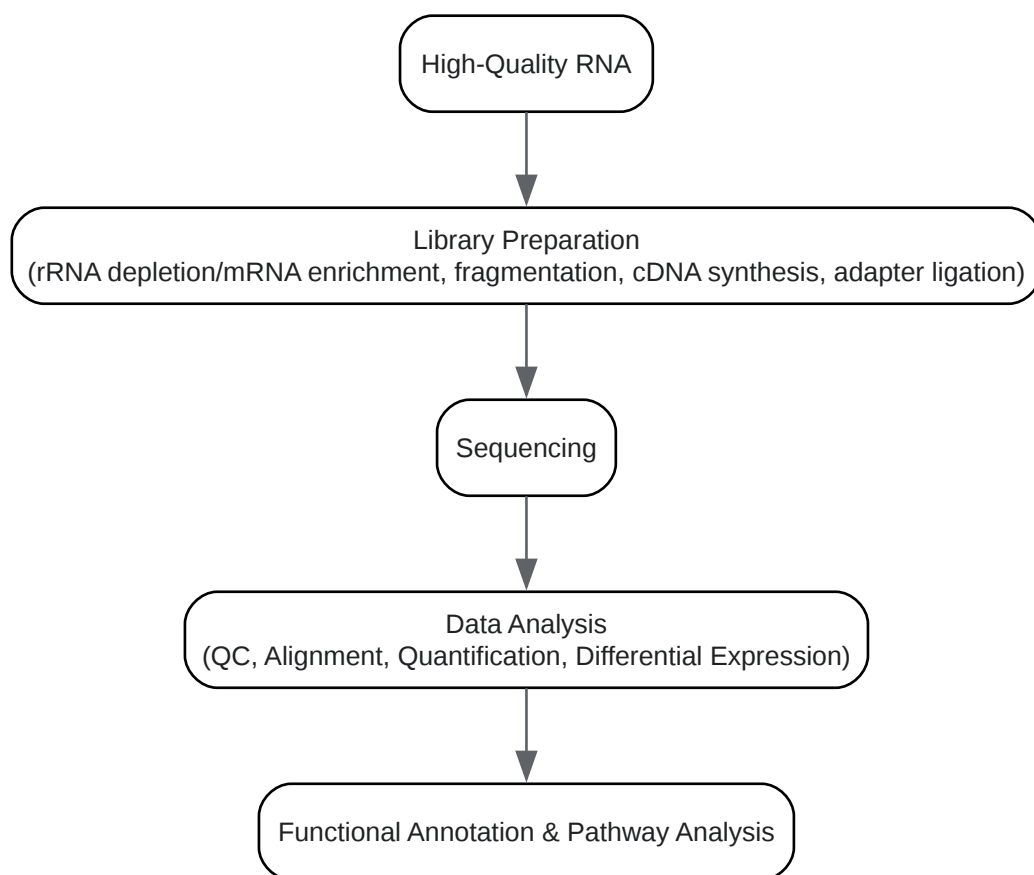 High-Quality RNA
Library Preparation
(rRNA depletion/mRNA enrichment, fragmentation, cDNA synthesis, adapter ligation)
Sequencing
Data Analysis
(QC, Alignment, Quantification, Differential Expression)
Functional Annotation & Pathway Analysis